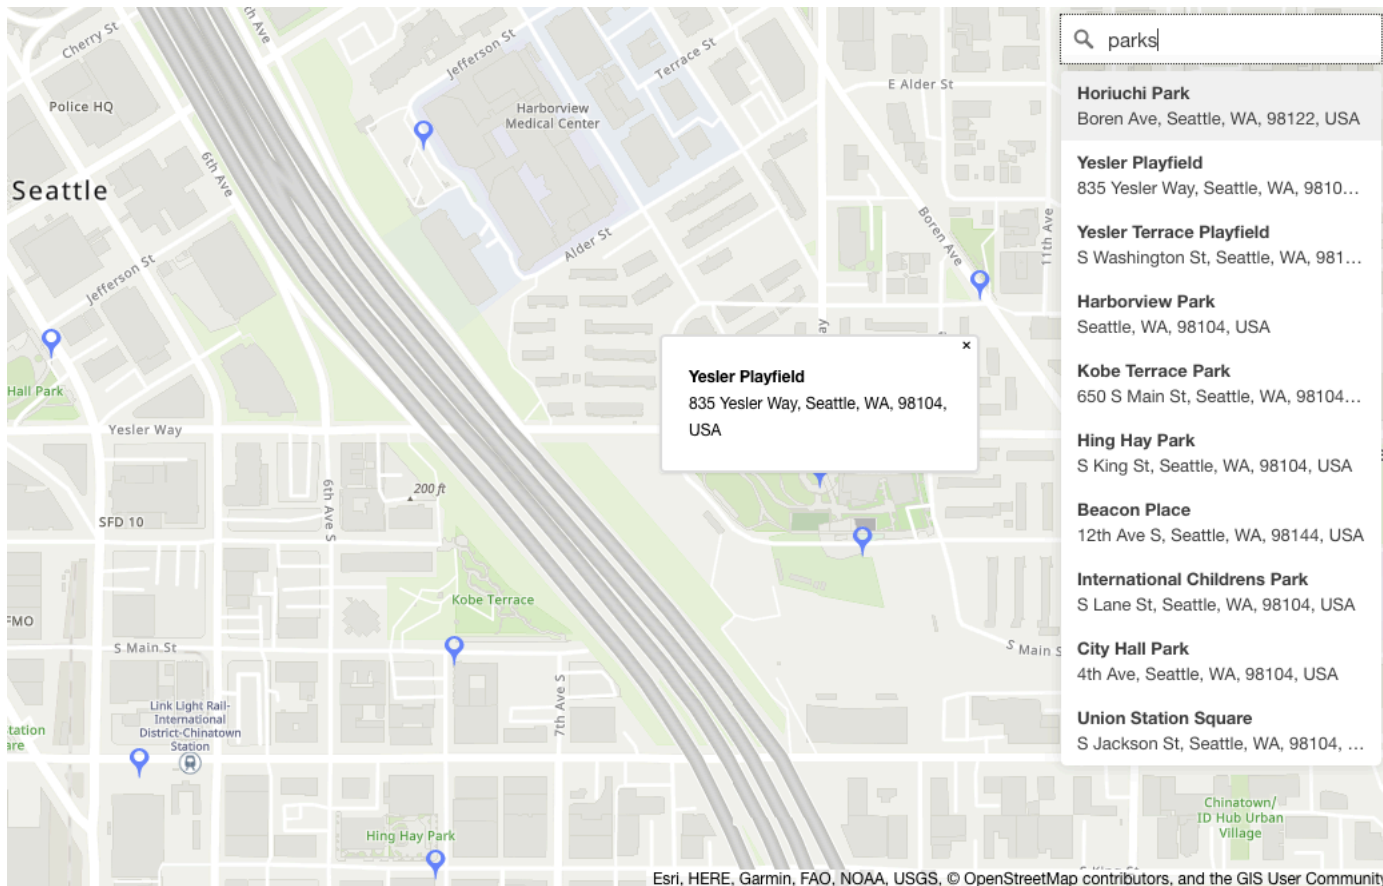 Cherry St
th Ave
Jefferson St
Terrace St
Police HQ
Harborview
Medical Center
E Alder St
6th Ave
Seattle
Boren Ave
11th Ave
Alder St
Jefferson St
ay
Hall Park
Yesler Way
Yesler Playfield
835 Yesler Way, Seattle, WA, 98104,
USA
×
200 ft
6th Ave S
SFD 10
Kobe Terrace
FMO
S Main St
S Main S
Link Light Rail-
International
District-Chinatown
Station
7th Ave S
tation
are
Hing Hay Park
Chinatown/
ID Hub Urban
Village
S King St
Esri, HERE, Garmin, FAO, NOAA, USGS, © OpenStreetMap contributors, and the GIS User Community
parks
Horiuchi Park
Boren Ave, Seattle, WA, 98122, USA
Yesler Playfield
835 Yesler Way, Seattle, WA, 9810...
Yesler Terrace Playfield
S Washington St, Seattle, WA, 981...
Harborview Park
Seattle, WA, 98104, USA
Kobe Terrace Park
650 S Main St, Seattle, WA, 98104...
Hing Hay Park
S King St, Seattle, WA, 98104, USA
Beacon Place
12th Ave S, Seattle, WA, 98144, USA
International Childrens Park
S Lane St, Seattle, WA, 98104, USA
City Hall Park
4th Ave, Seattle, WA, 98104, USA
Union Station Square
S Jackson St, Seattle, WA, 98104, ...